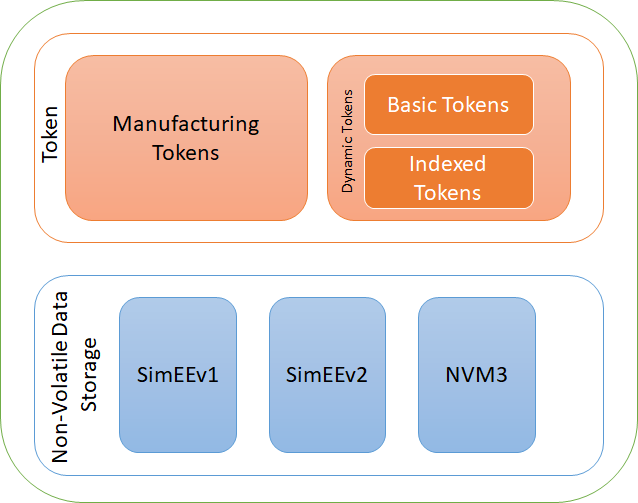 Token
Manufacturing
Tokens
Dynamic Tokens
Basic Tokens
Indexed
Tokens
Non-Volatile Data
Storage
SimEEv1
SimEEv2
NVM3